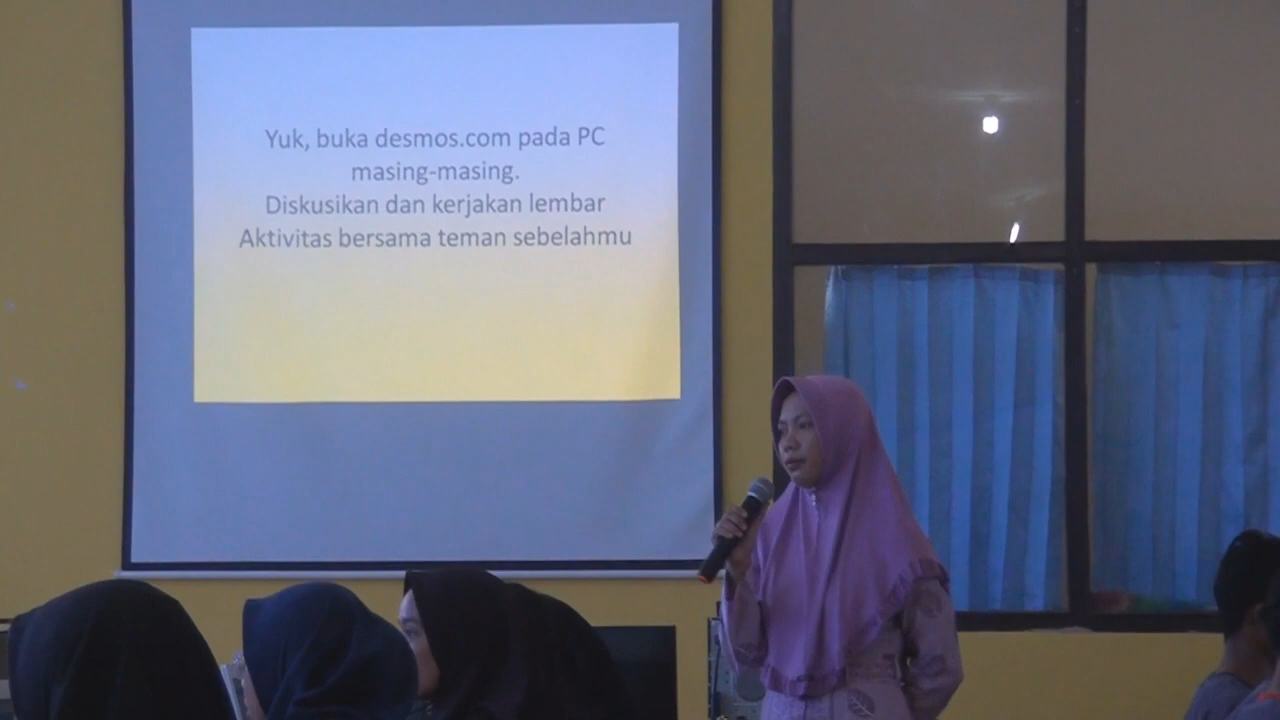 Yuk, buka desmos.com pada PC
masing-masing.
Diskusikan dan kerjakan lembar
Aktivitas bersama teman sebelahmu